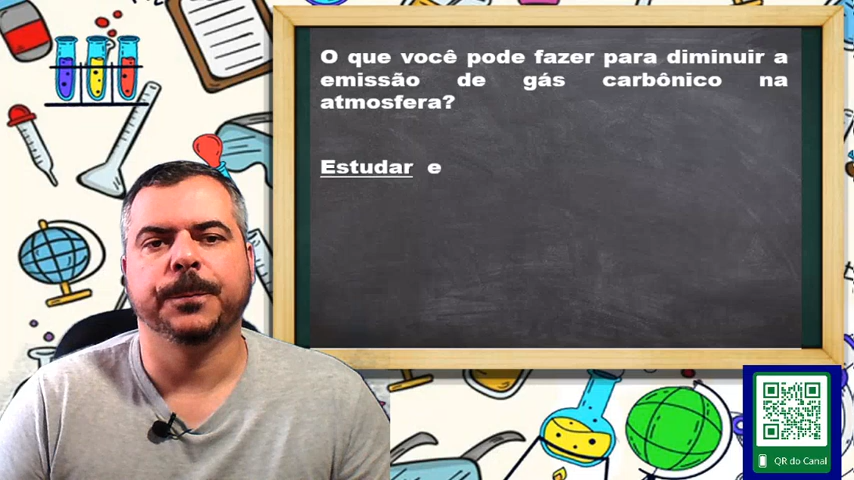 O que você pode fazer para diminuir a
emissão de gás carbônico na
atmosfera?
Estudar e
QR do Canal